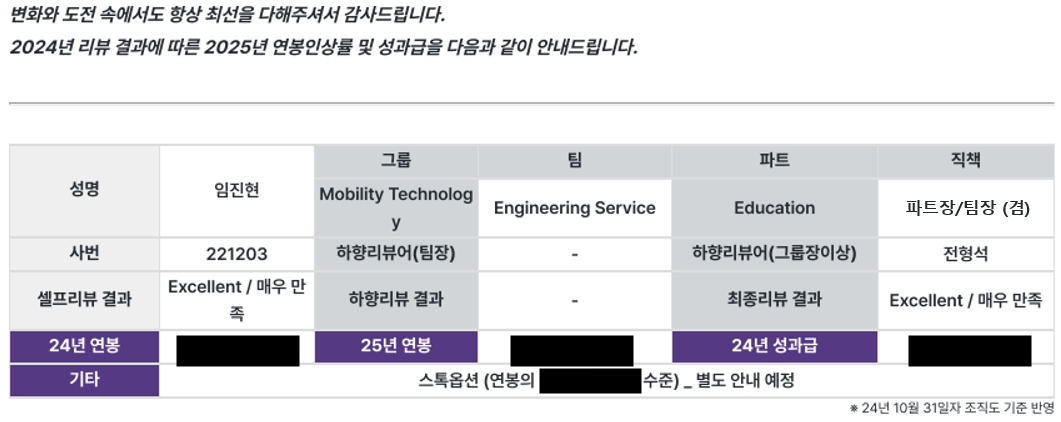 변화와 도전 속에서도 항상 최선을 다해주셔서 감사드립니다.
2024년 리뷰 결과에 따른 2025년 연봉인상률 및 성과급을 다음과 같이 안내드립니다.
성명 임진현 그룹 팀 파트 직책
Mobility Technolog
y Engineering Service Education 파트장/팀장 (겸)
사번 221203 하향리뷰어(팀장) - 하향리뷰어(그룹장이상) 전형석
셀프리뷰 결과 Excellent / 매우 만
족 하향리뷰 결과 - 최종리뷰 결과 Excellent / 매우 만족
24년 연봉 25년 연봉 24년 성과급
기타 스톡옵션 (연봉의 수준) _ 별도 안내 예정
※ 24년 10월 31일자 조직도 기준 반영